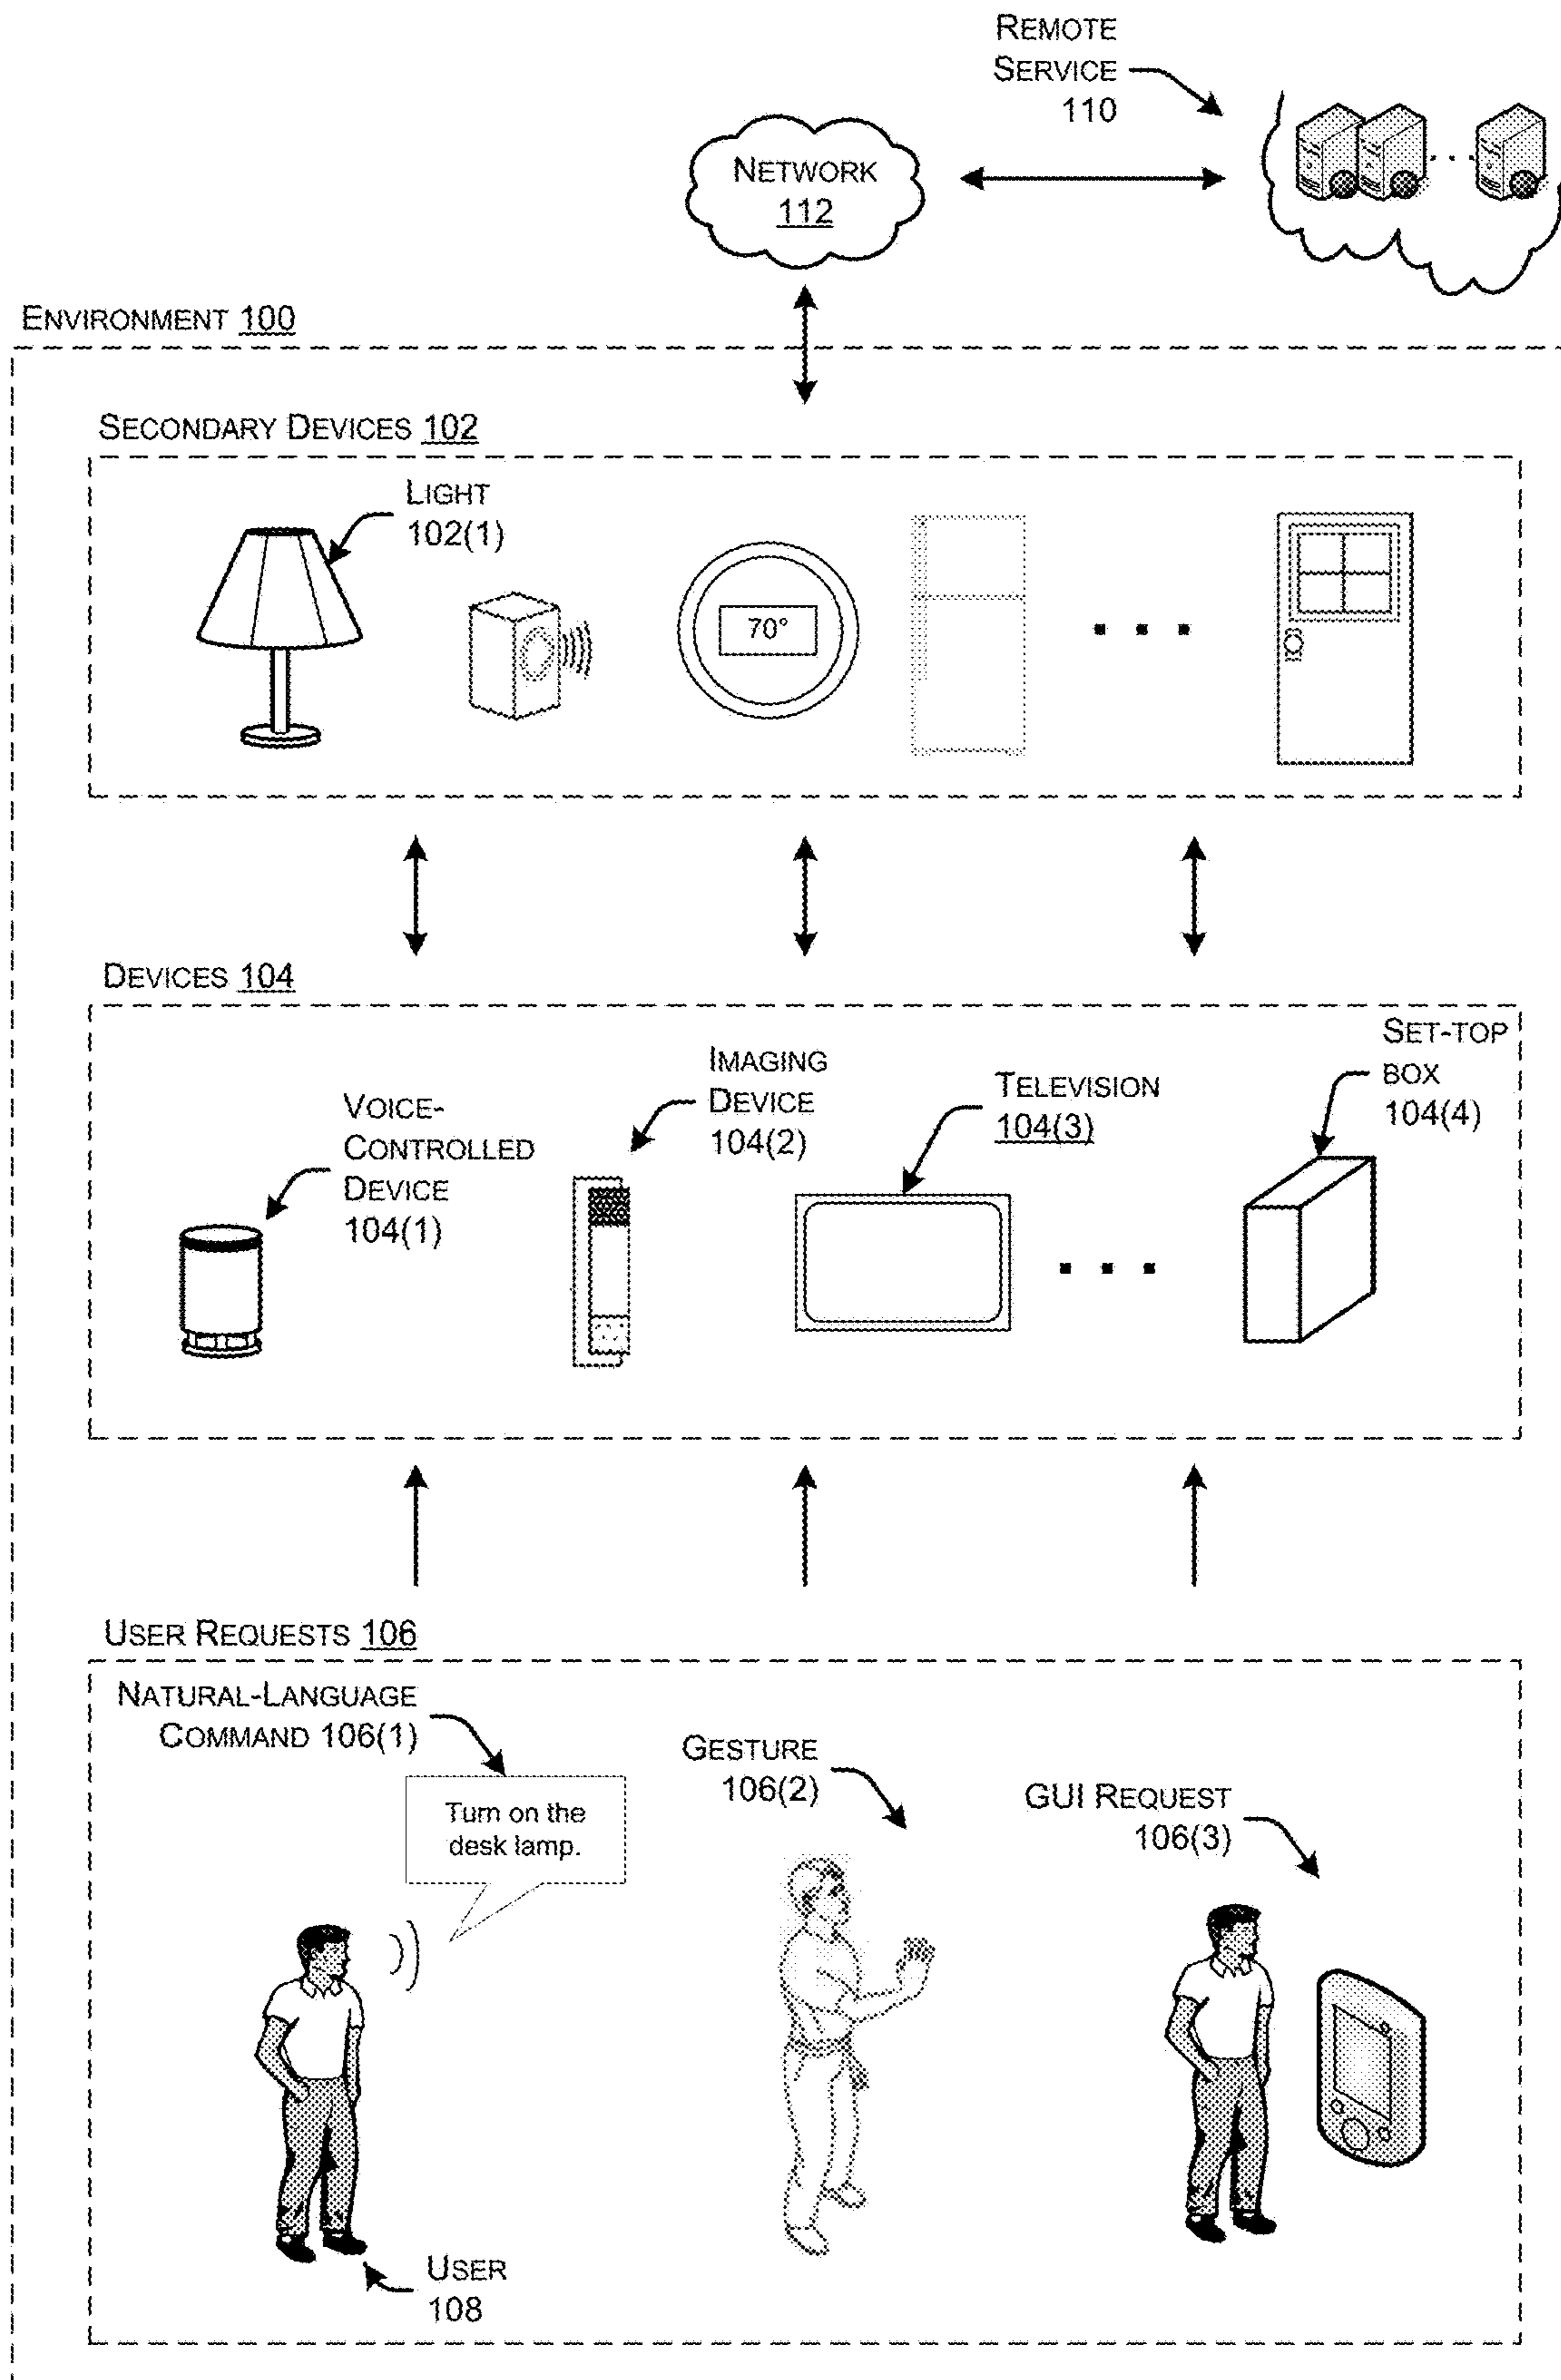 REMOTE
SERVICE
110
NETWORK
112
ENVIRONMENT 100
SECONDARY DEVICES 102
LIGHT
102(1)
70°
DEVICES 104
VOICE-
CONTROLLED
DEVICE
104(1)
IMAGING
DEVICE
104(2)
TELEVISION
104(3)
SET-TOP
BOX
104(4)
USER REQUESTS 106
NATURAL-LANGUAGE
COMMAND 106(1)
Turn on the
desk lamp.
GESTURE
106(2)
GUI REQUEST
106(3)
USER
108